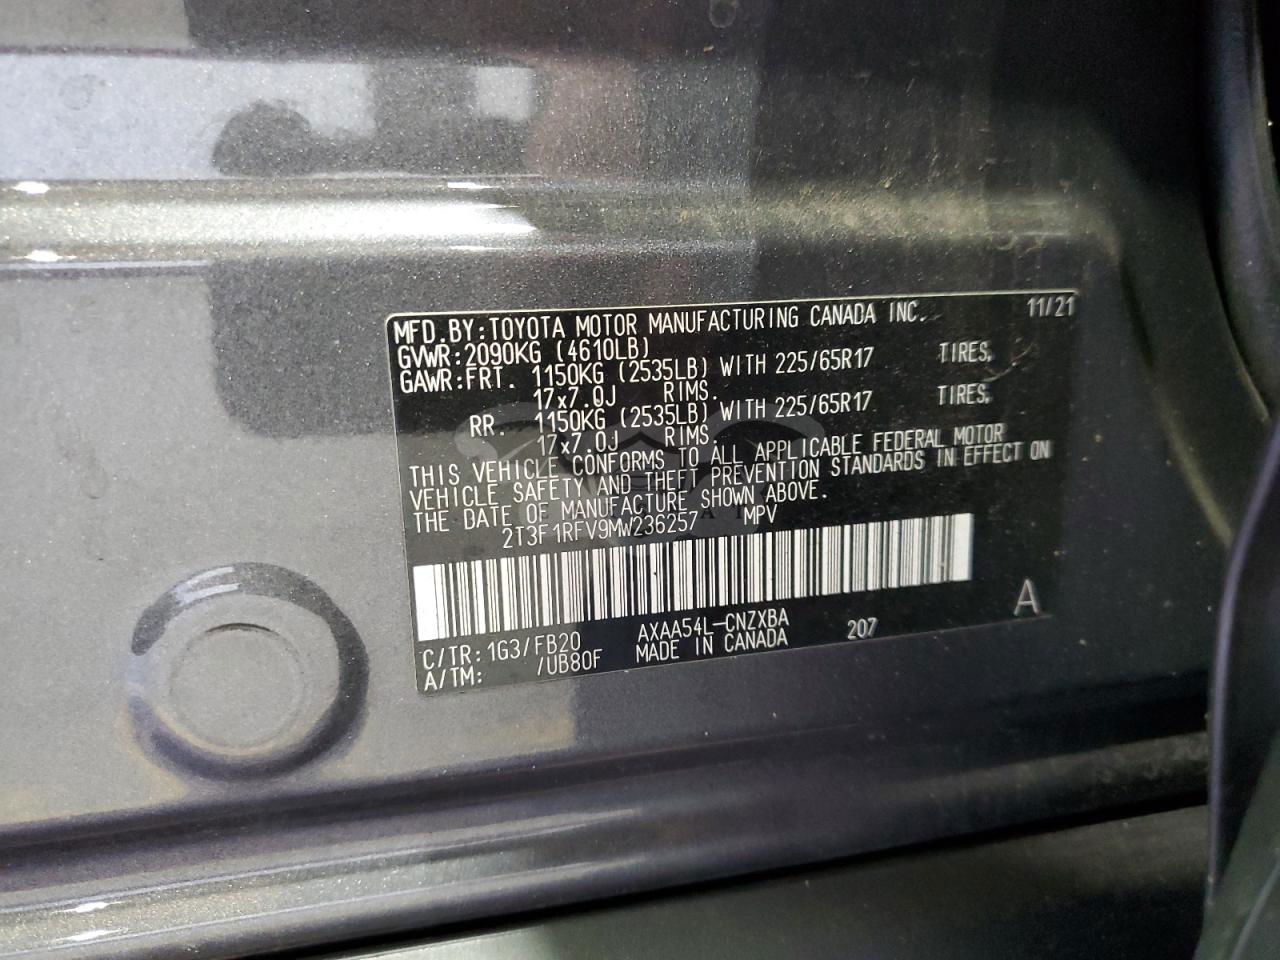 MFD.BY:TOYOTA MOTOR MANUFACTURING CANADA INC. 11/21
GVWR:2090KG (4610LB)
GAWR:FRT. 1150KG (2535LB) WITH 225/65R17 TIRES,
17x7.0J RIMS.
RR. 1150KG (2535LB) WITH 225/65R17 TIRES,
17x7.0J RIMS.
THIS VEHICLE CONFORMS TO ALL APPLICABLE FEDERAL MOTOR
VEHICLE SAFETY AND THEFT PREVENTION STANDARDS IN EFFECT ON
THE DATE OF MANUFACTURE SHOWN ABOVE.
2T3F1RFV9MW236257 MPV
A
C/TR: 1G3/FB20 AXAA54L-CNZXBA 207
A/TM: /UB80F MADE IN CANADA